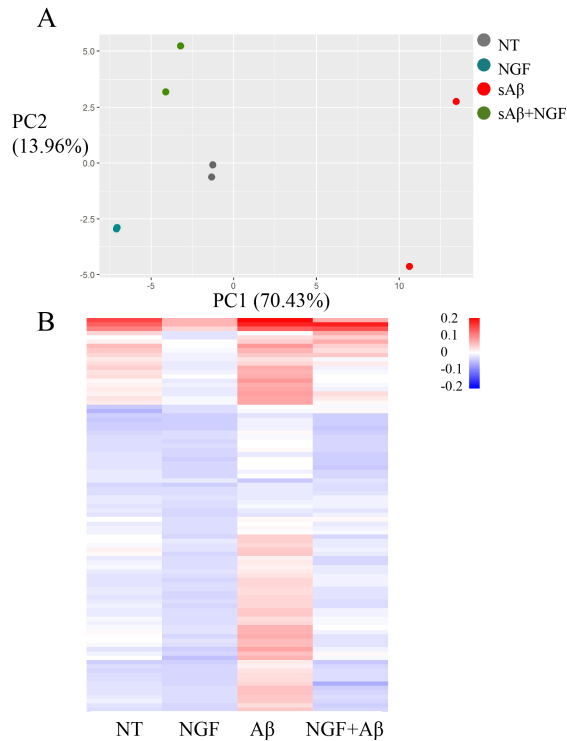 A
5.0
2.5
0.0
-2.5
-5.0
PC2
(13.96%)
-5
0
5
10
PC1 (70.43%)
NT
NGF
sAβ
sAβ+NGF
B
0.2
0.1
0
-0.1
-0.2
NT NGF Aβ NGF+Aβ